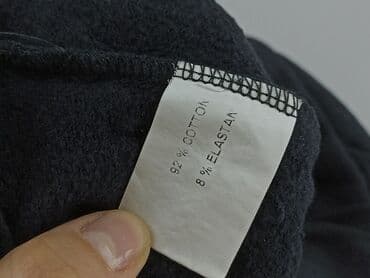 92 % COTTON
8 % ELASTAN